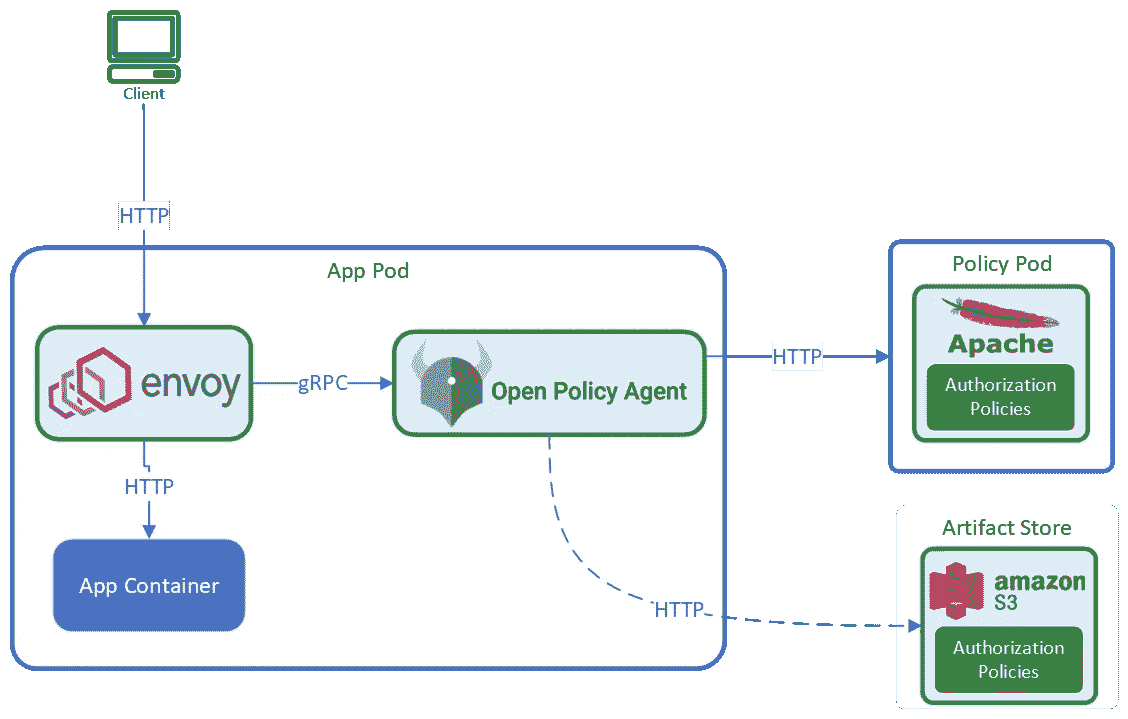 Client
HTTP
App Pod
envoy
gRPC
Open Policy Agent
HTTP
Policy Pod
Apache
Authorization
Policies
HTTP
App Container
HTTP
Artifact Store
amazon
S3
Authorization
Policies